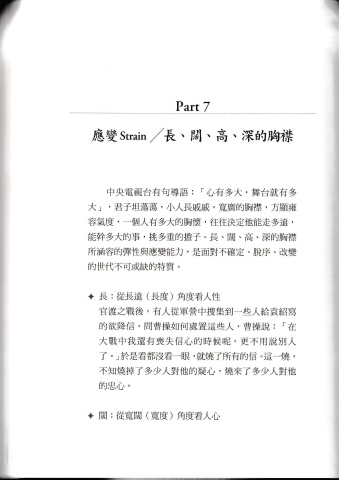 Part 7
應變 Strain ╱長、闊、高、深的胸襟
中央電視台有句導語：「心有多大，舞台就有多
大」，君子坦蕩蕩，小人長戚戚，寬廣的胸襟，方顯雍
容氣度，一個人有多大的胸懷，往往決定他能走多遠，
能幹多大的事，挑多重的擔子。長、闊、高、深的胸襟
所涵容的彈性與應變能力，是面對不確定、脫序、改變
的世代不可或缺的特質。
✦ 長：從長遠（長度）角度看人性
官渡之戰後，有人從軍營中搜集到一些人給袁紹寫
的欲降信，問曹操如何處置這些人，曹操說：「在
大戰中我還有喪失信心的時候呢，更不用說別人
了。」於是看都沒看一眼，就燒了所有的信。這一燒，
不知燒掉了多少人對他的疑心，燒來了多少人對他
的忠心。
✦ 闊：從寬闊（寬度）角度看人心